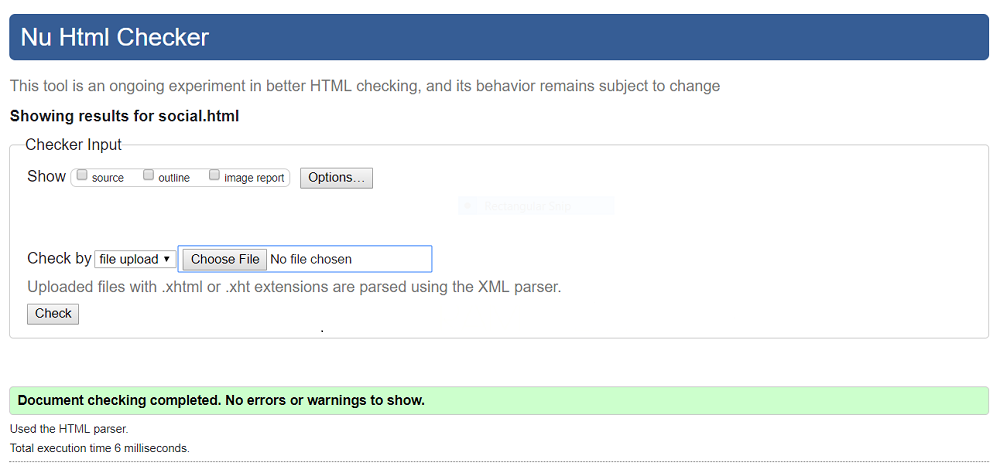 Nu Html Checker
This tool is an ongoing experiment in better HTML checking, and its behavior remains subject to change
Showing results for social.html
Checker Input
Show source outline image report Options...
Rectangular Snip
Check by file upload ▾ Choose File No file chosen
Uploaded files with .xhtml or .xht extensions are parsed using the XML parser.
Check
.
Document checking completed. No errors or warnings to show.
Used the HTML parser.
Total execution time 6 milliseconds.